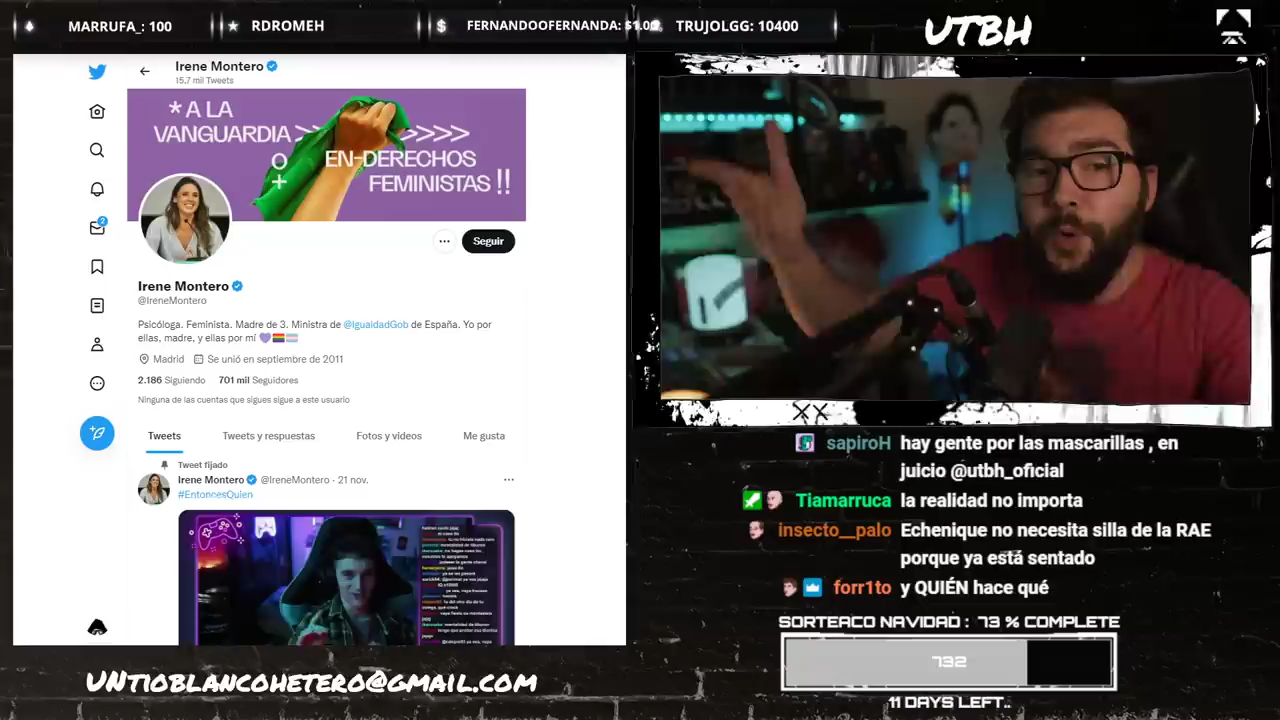 MARRUFA_: 100
RDROMEH
FERNANDOOFERNANDA: $1.0
TRUJOLGG: 10400
UTBH
Irene Montero
15,7 mil Tweets
* A LA
VANGUARDIA >> >>>>
EN-DERECHOS
FEMINISTAS !!
Seguir
Irene Montero
@IreneMontero
Psicóloga. Feminista. Madre de 3. Ministra de @IgualdadGob de España. Yo por
ellas, madre, y ellas por mí
Madrid Se unió en septiembre de 2011
2.186 Siguiendo 701 mil Seguidores
Ninguna de las cuentas que sigues sigue a este usuario
Tweets Tweets y respuestas Fotos y videos Me gusta
Tweet fijado
Irene Montero @IreneMontero · 21 nov.
#EntoncesQuien
2
UNTIOBLANCOHETERO@GMAIL.COM
XX
sapiroH hay gente por las mascarillas , en
juicio @utbh_official
Tiamarruca la realidad no importa
insecto__palo Echenique no necesita silla de la RAE
porque ya está sentado
forr1to y QUIÉN hace qué
SORTEACO NAVIDAD : 73 % COMPLETE
732
11 DAYS LEFT..